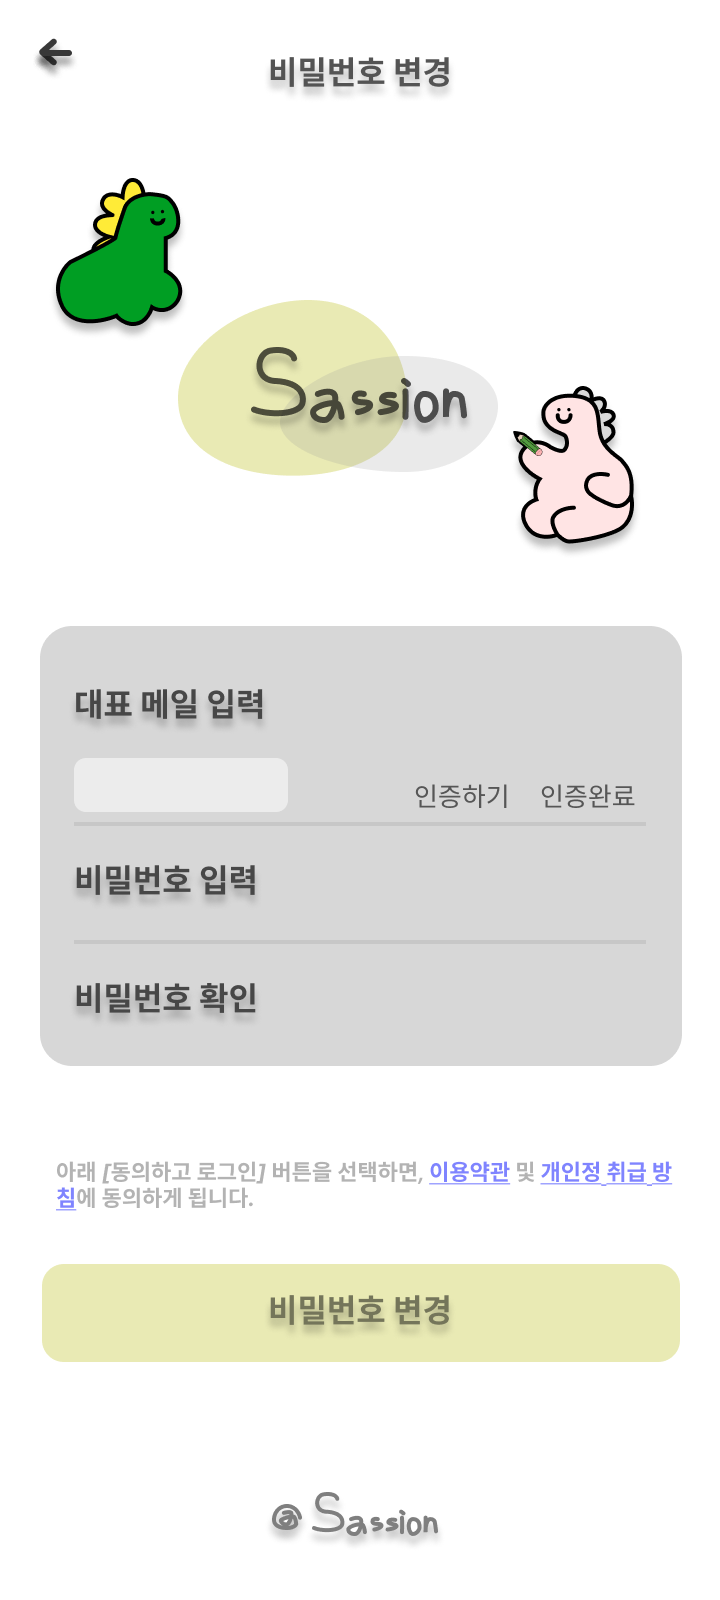 비밀번호 변경
Sassion
대표 메일 입력
인증하기 인증완료
비밀번호 입력
비밀번호 확인
아래 [동의하고 로그인] 버튼을 선택하면, 이용약관 및 개인정 취급 방
침에 동의하게 됩니다.
비밀번호 변경
@ Sassion